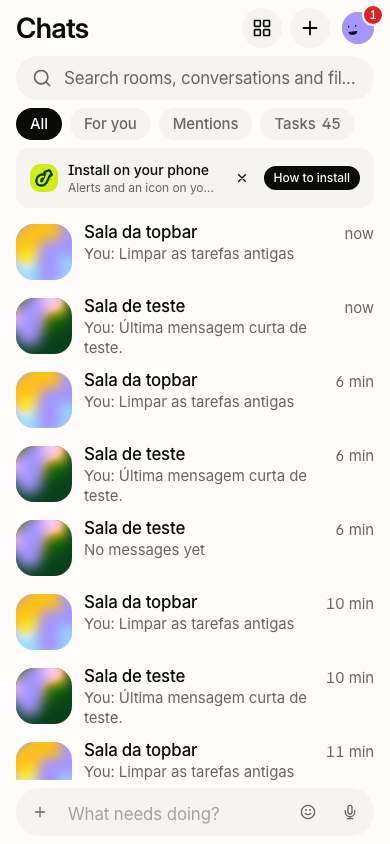 Chats
1
Search rooms, conversations and fil...
All
For you
Mentions
Tasks 45
Install on your phone
Alerts and an icon on yo...
How to install
Sala da topbar
now
You: Limpar as tarefas antigas
Sala de teste
now
You: Última mensagem curta de
teste.
Sala da topbar
6 min
You: Limpar as tarefas antigas
Sala de teste
6 min
You: Última mensagem curta de
teste.
Sala de teste
6 min
No messages yet
Sala da topbar
10 min
You: Limpar as tarefas antigas
Sala de teste
10 min
You: Última mensagem curta de
teste.
Sala da topbar
11 min
You: Limpar as tarefas antigas
What needs doing?